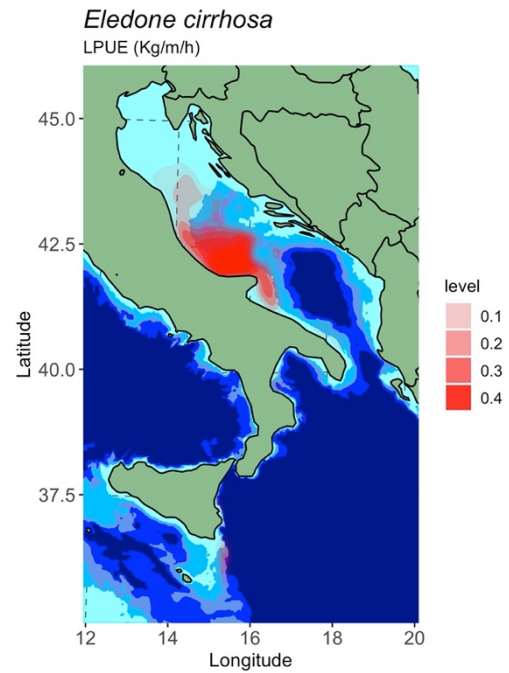 Eledone cirrhosa
LPUE (Kg/m/h)
45.0
42.5
40.0
37.5
Latitude
12
14
16
18
20
Longitude
level
0.1
0.2
0.3
0.4